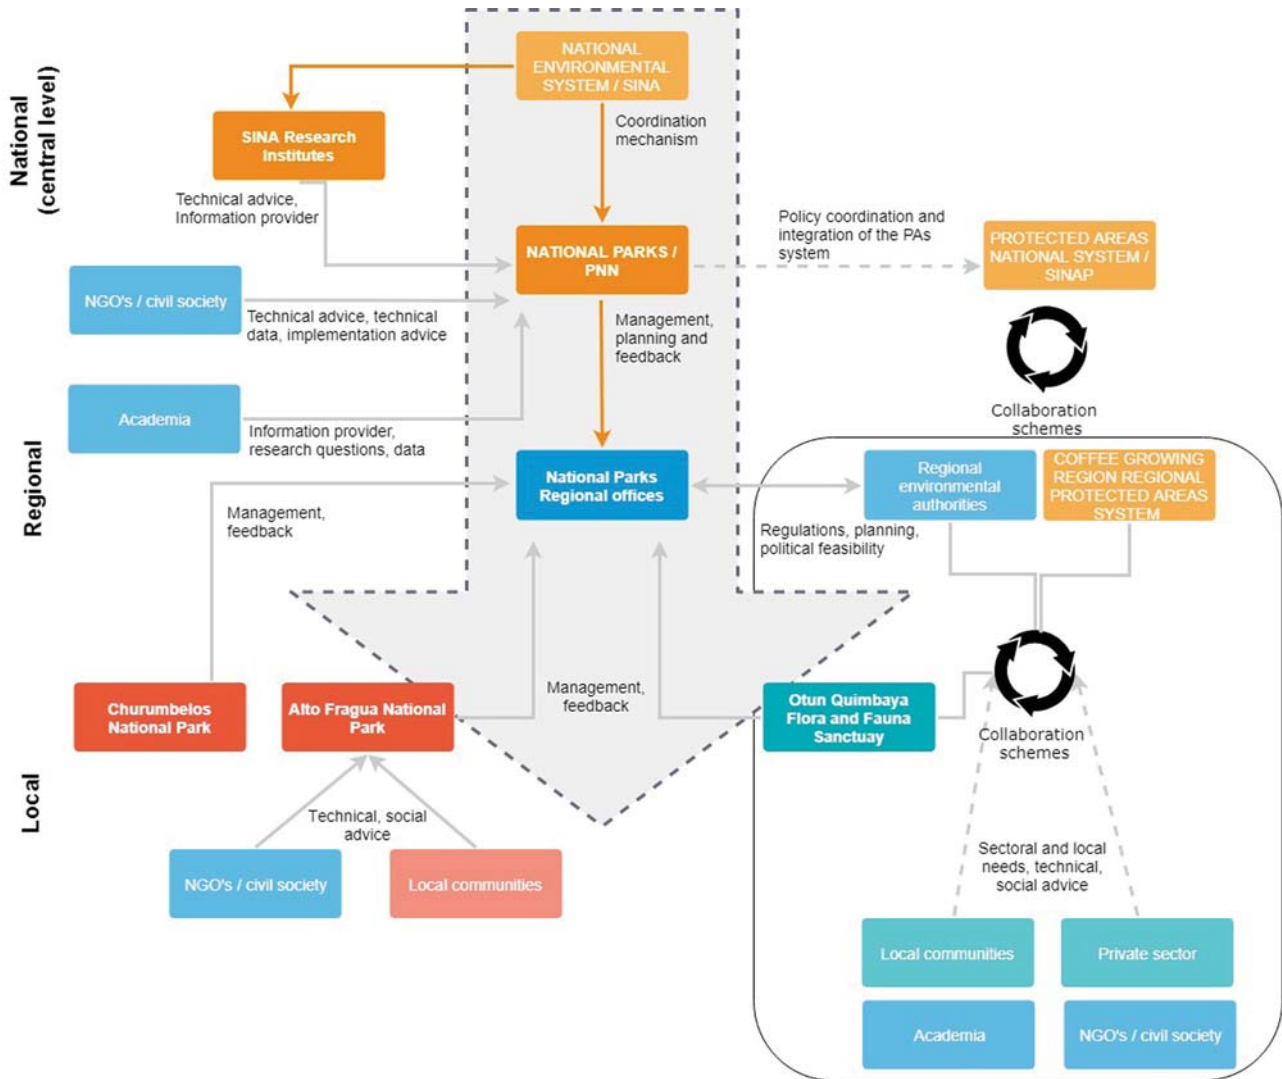 National
(central level)
NATIONAL
ENVIRONMENTAL
SYSTEM / SINA
SINA Research
Institutes
Coordination
mechanism
Technical advice,
Information provider
NATIONAL PARKS /
PNN
Policy coordination and
integration of the PAs
system
PROTECTED AREAS
NATIONAL SYSTEM /
SINAP
NGO's / civil society
Technical advice, technical
data, implementation advice
Management,
planning and
feedback
Collaboration
schemes
Academia
Information provider,
research questions, data
Regional
National Parks
Regional offices
Regional
environmental
authorities
COFFEE GROWING
REGION REGIONAL
PROTECTED AREAS
SYSTEM
Management,
feedback
Regulations, planning,
political feasibility
Local
Churumbelos
National Park
Alto Fragua National
Park
Management,
feedback
Otun Quimbaya
Flora and Fauna
Sanctuay
Collaboration
schemes
Technical, social
advice
NGO's / civil society
Local communities
Sectoral and local
needs, technical,
social advice
Local communities
Private sector
Academia
NGO's / civil society